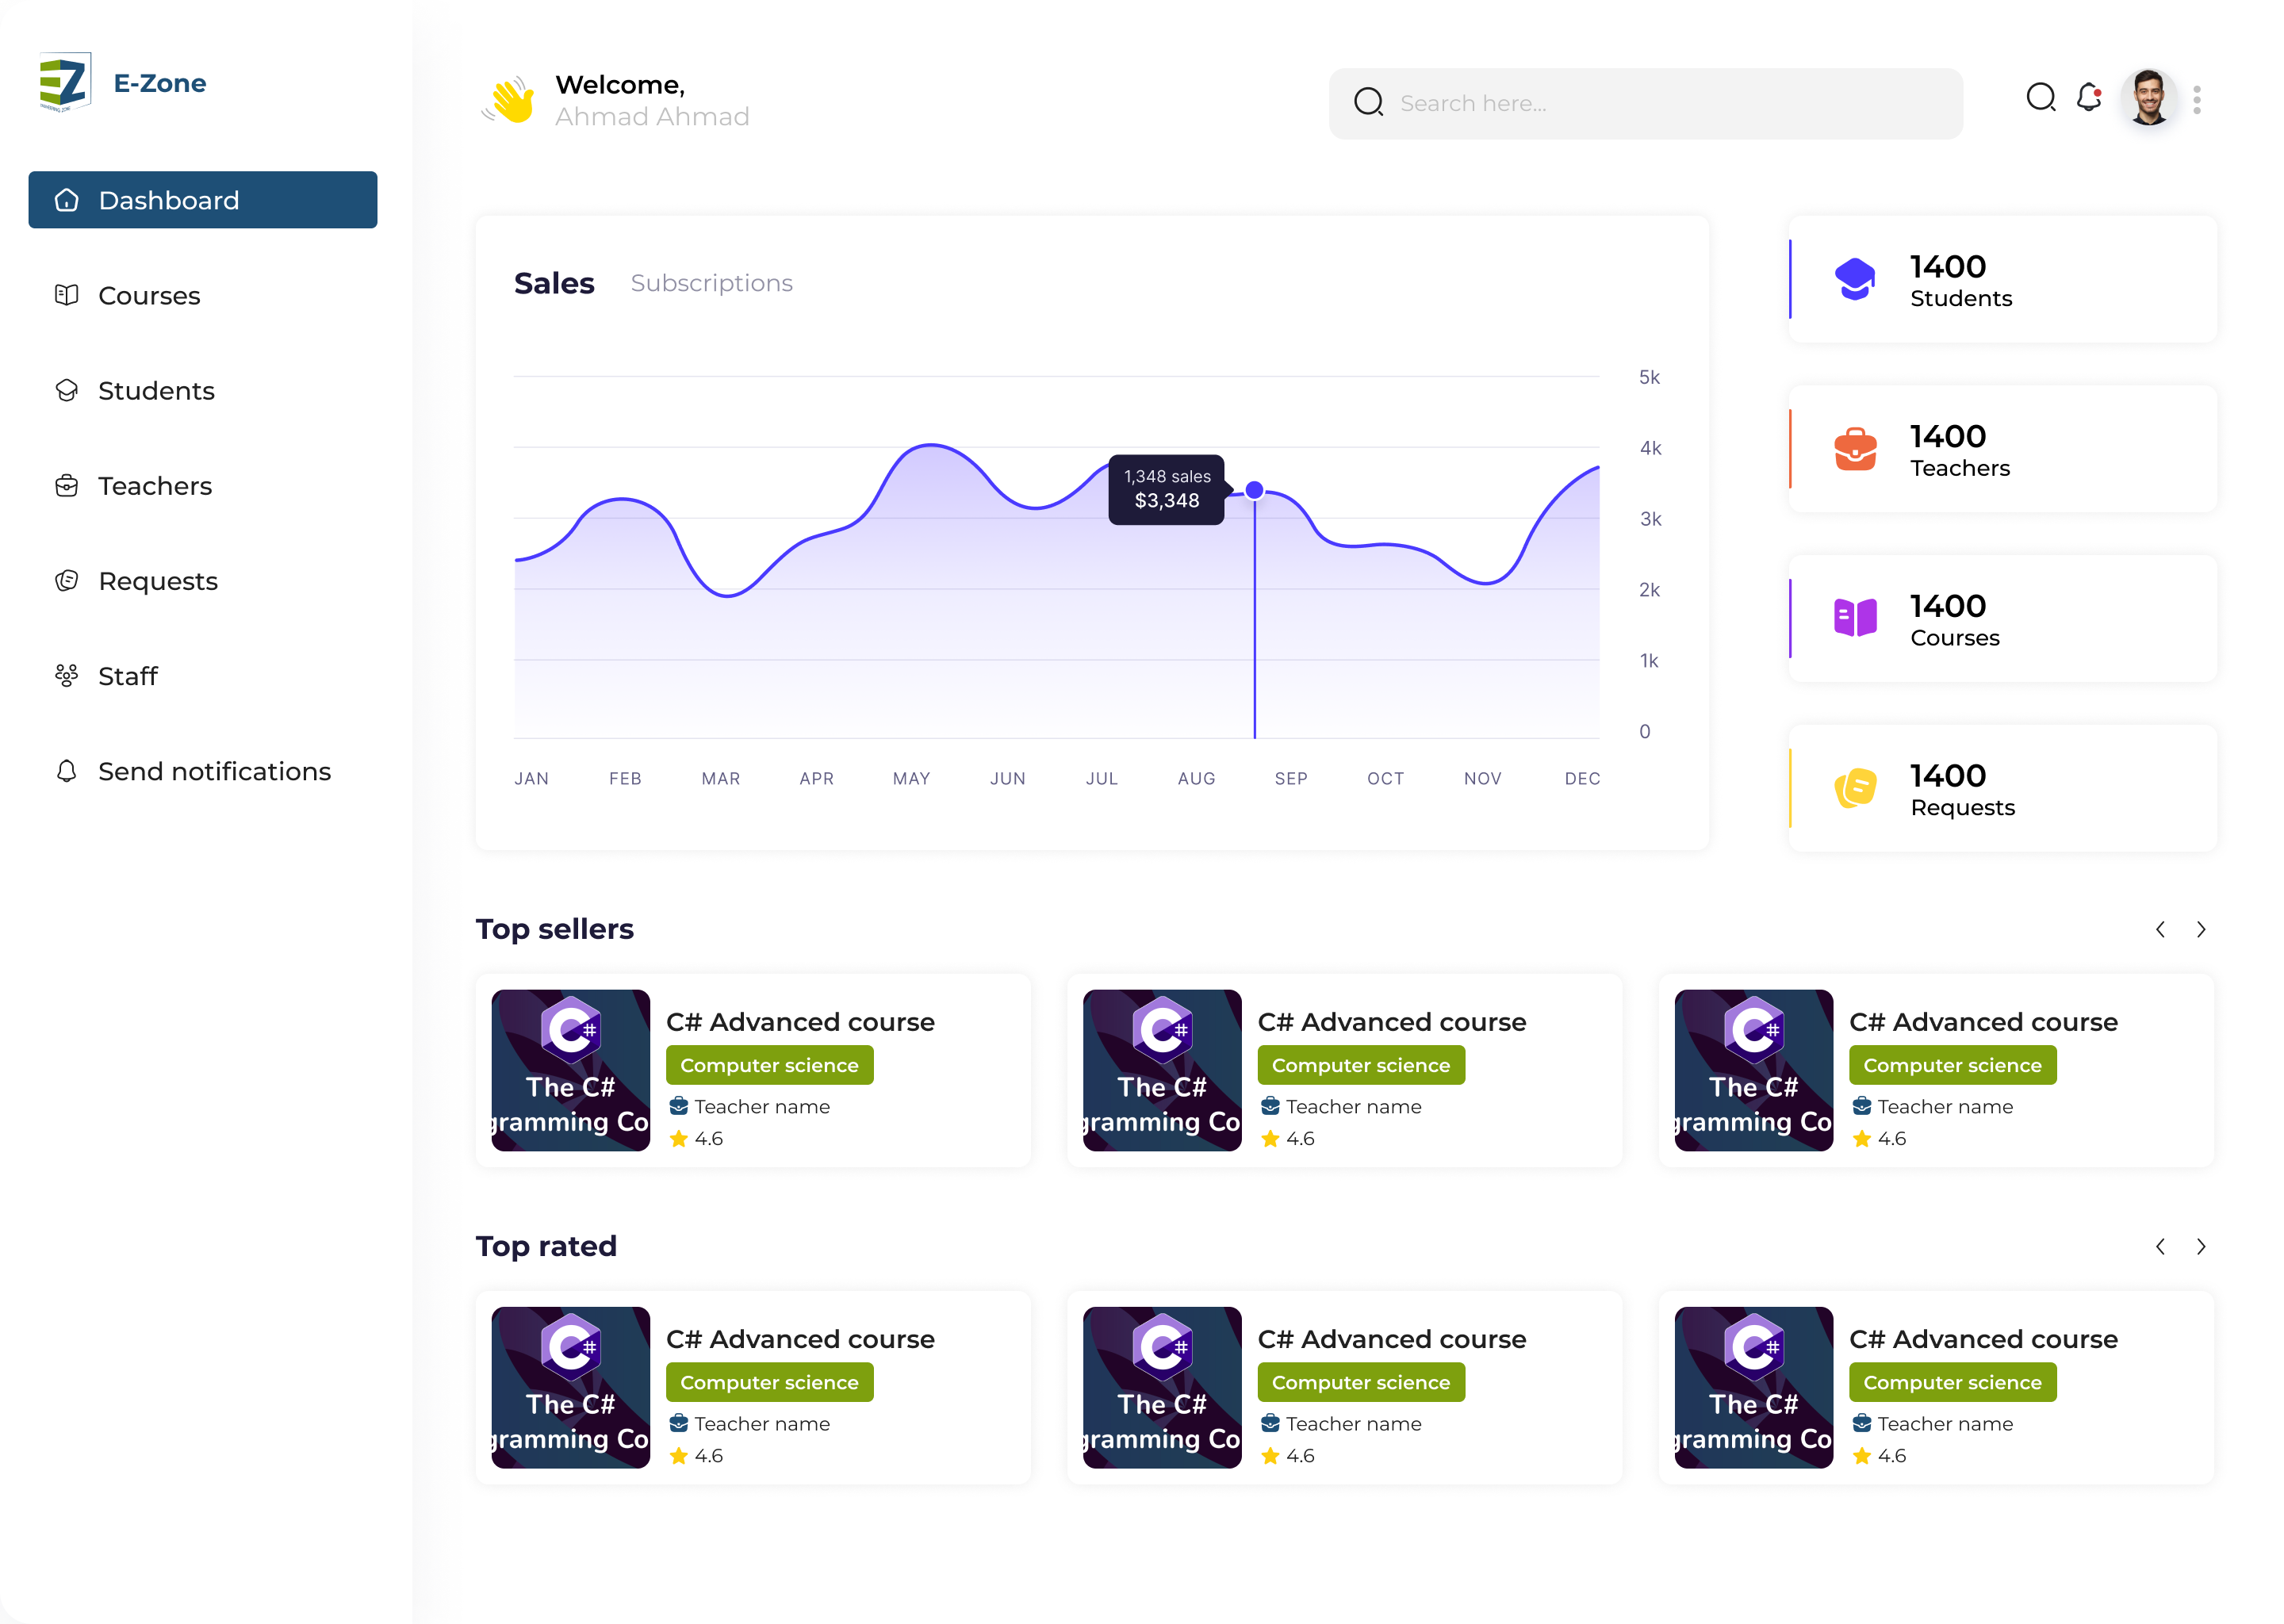 E-Zone
Dashboard
Courses
Students
Teachers
Requests
Staff
Send notifications
Welcome,
Ahmad Ahmad
Search here...
Sales
Subscriptions
5k
4k
3k
2k
1k
0
1,348 sales
$3,348
JAN FEB MAR APR MAY JUN JUL AUG SEP OCT NOV DEC
1400
Students
1400
Teachers
1400
Courses
1400
Requests
Top sellers
The C#
gramming Co
C# Advanced course
Computer science
Teacher name
4.6
The C#
gramming Co
C# Advanced course
Computer science
Teacher name
4.6
The C#
gramming Co
C# Advanced course
Computer science
Teacher name
4.6
Top rated
The C#
gramming Co
C# Advanced course
Computer science
Teacher name
4.6
The C#
gramming Co
C# Advanced course
Computer science
Teacher name
4.6
The C#
gramming Co
C# Advanced course
Computer science
Teacher name
4.6